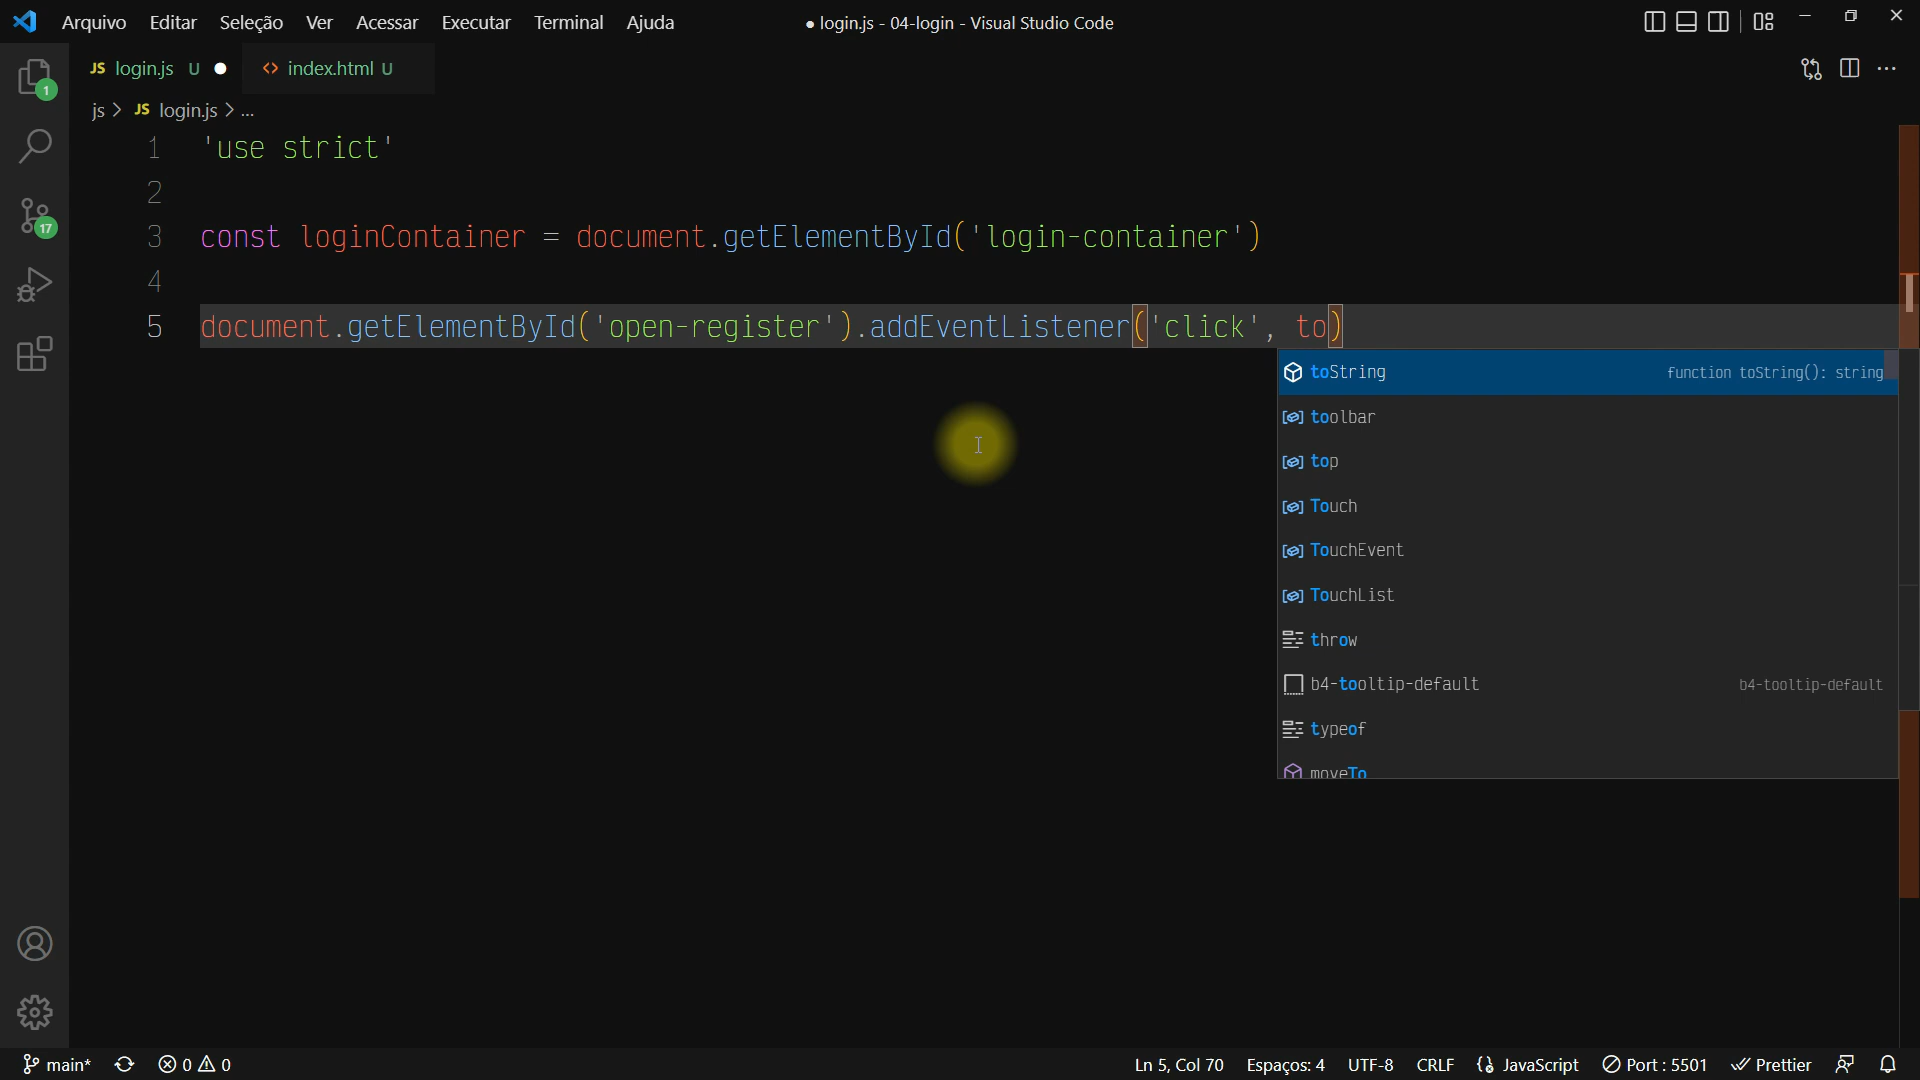 Arquivo Editar Seleção Ver Acessar Executar Terminal Ajuda
● login.js - 04-login - Visual Studio Code
JS login.js U ●
<> index.html U
js > JS login.js > ...
1 'use strict'
2
3 const loginContainer = document.getElementById('login-container')
4
5 document.getElementById('open-register').addEventListener('click', to)
toString function toString(): string
toolbar
top
Touch
TouchEvent
TouchList
throw
b4-tooltip-default b4-tooltip-default
typeof
moveTo
1
17
main* 0 0 Ln 5, Col 70 Espaços: 4 UTF-8 CRLF {} JavaScript Port : 5501 Prettier